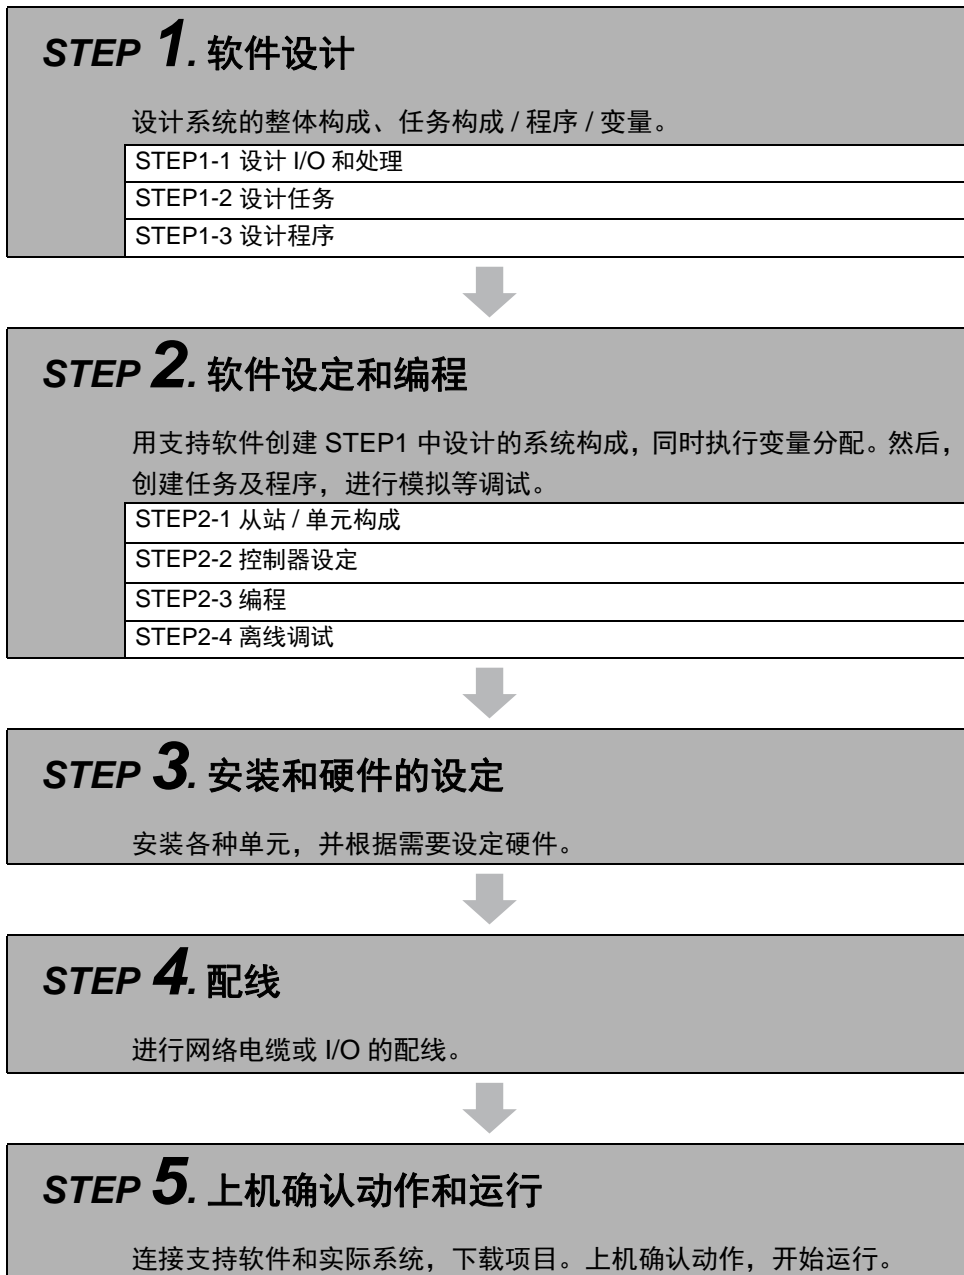 STEP 1. 软件设计
设计系统的整体构成、任务构成 / 程序 / 变量。
STEP1-1 设计 I/O 和处理
STEP1-2 设计任务
STEP1-3 设计程序
STEP 2. 软件设定和编程
用支持软件创建 STEP1 中设计的系统构成，同时执行变量分配。然后，
创建任务及程序，进行模拟等调试。
STEP2-1 从站 / 单元构成
STEP2-2 控制器设定
STEP2-3 编程
STEP2-4 离线调试
STEP 3. 安装和硬件的设定
安装各种单元，并根据需要设定硬件。
STEP 4. 配线
进行网络电缆或 I/O 的配线。
STEP 5. 上机确认动作和运行
连接支持软件和实际系统，下载项目。上机确认动作，开始运行。